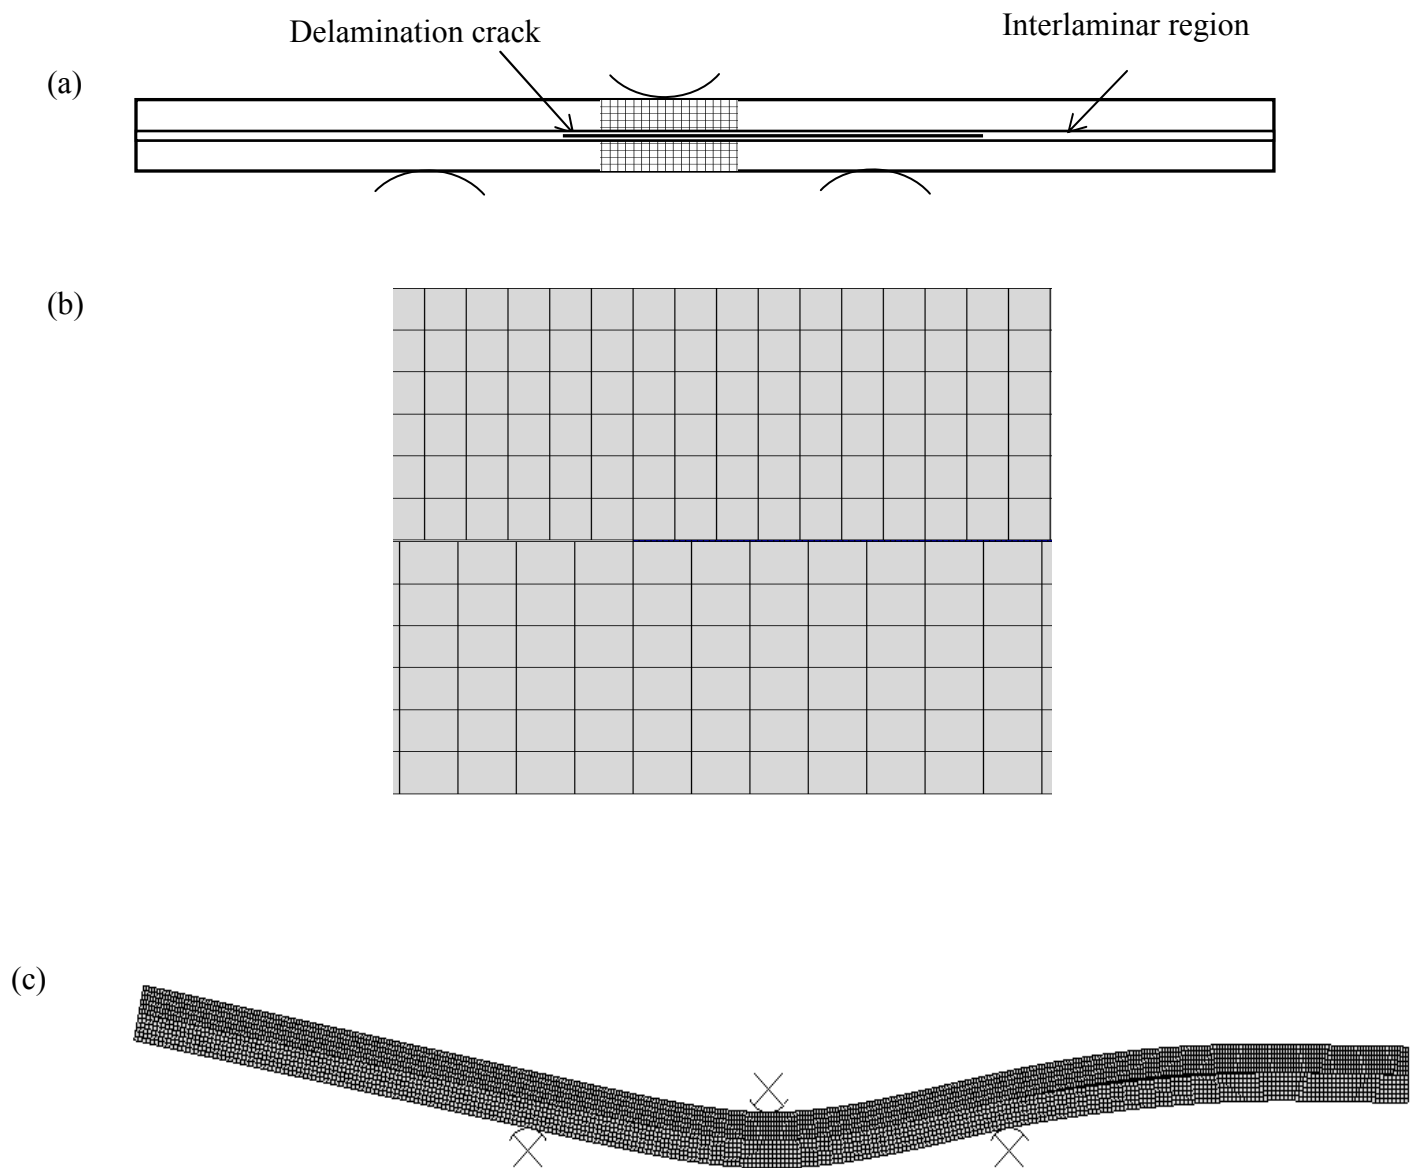 Delamination crack
Interlaminar region
(a)
(b)
(c)